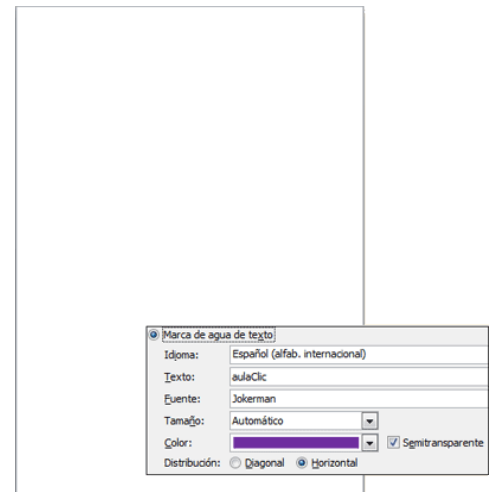 Marca de agua de texto
Idioma: Español (alfab. internacional)
Texto: aulaClic
Fuente: Jokerman
Tamaño: Automático
Color: Semitransparente
Distribución: Diagonal Horizontal